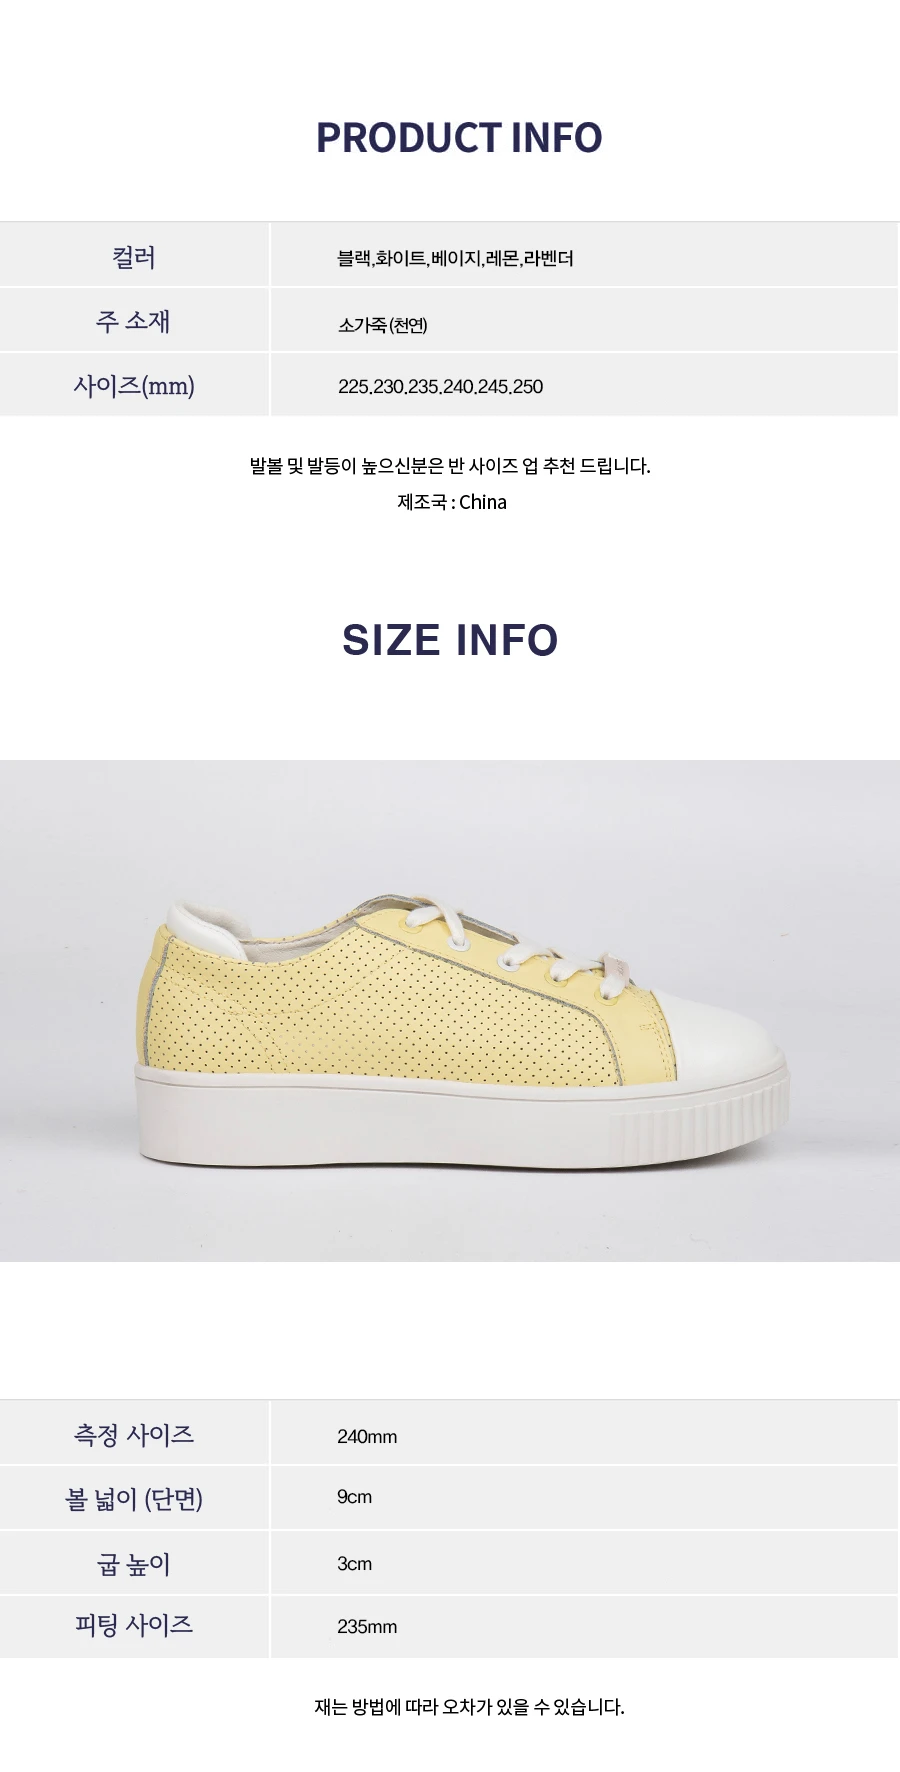 PRODUCT INFO
컬러
블랙,화이트,베이지,레몬,라벤더
주 소재
소가죽(천연)
사이즈(mm)
225.230.235.240.245.250
발볼 및 발등이 높으신분은 반 사이즈 업 추천 드립니다.
제조국 : China
SIZE INFO
측정 사이즈
240mm
볼 넓이 (단면)
9cm
굽 높이
3cm
피팅 사이즈
235mm
재는 방법에 따라 오차가 있을 수 있습니다.